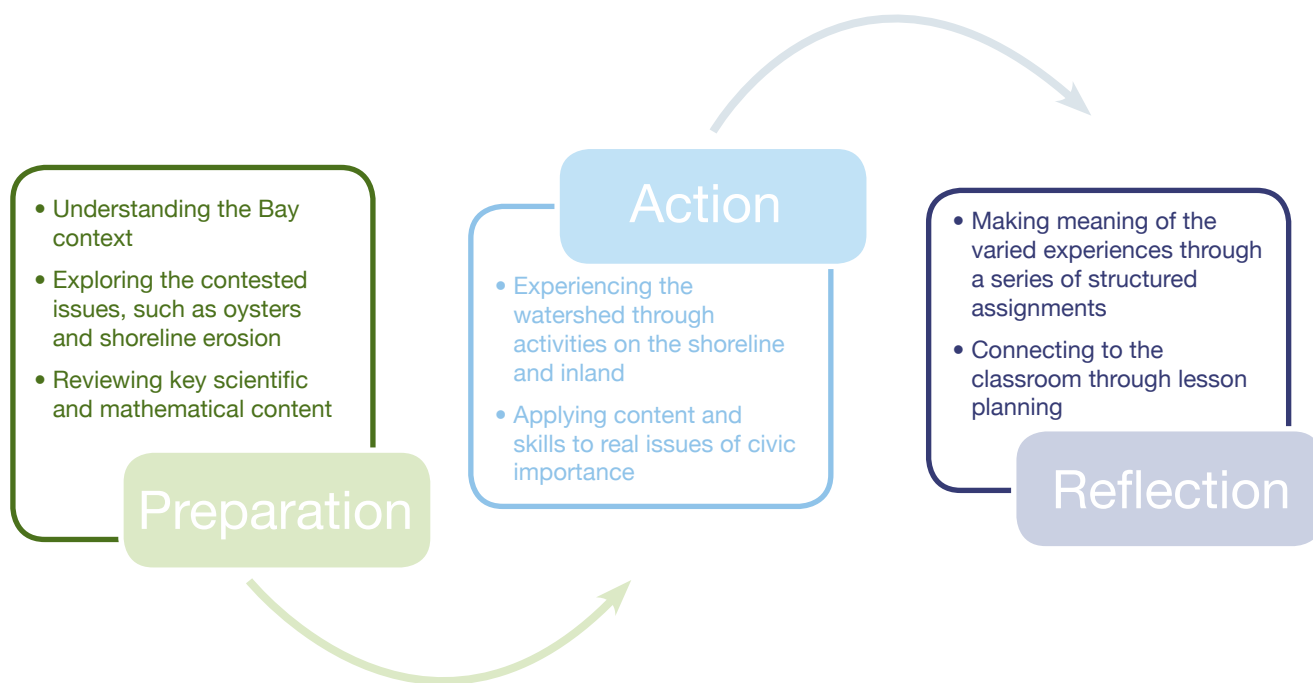 • Understanding the Bay
context
• Exploring the contested
issues, such as oysters
and shoreline erosion
• Reviewing key scientific
and mathematical content
Preparation
Action
• Experiencing the
watershed through
activities on the shoreline
and inland
• Applying content and
skills to real issues of civic
importance
• Making meaning of the
varied experiences through
a series of structured
assignments
• Connecting to the
classroom through lesson
planning
Reflection